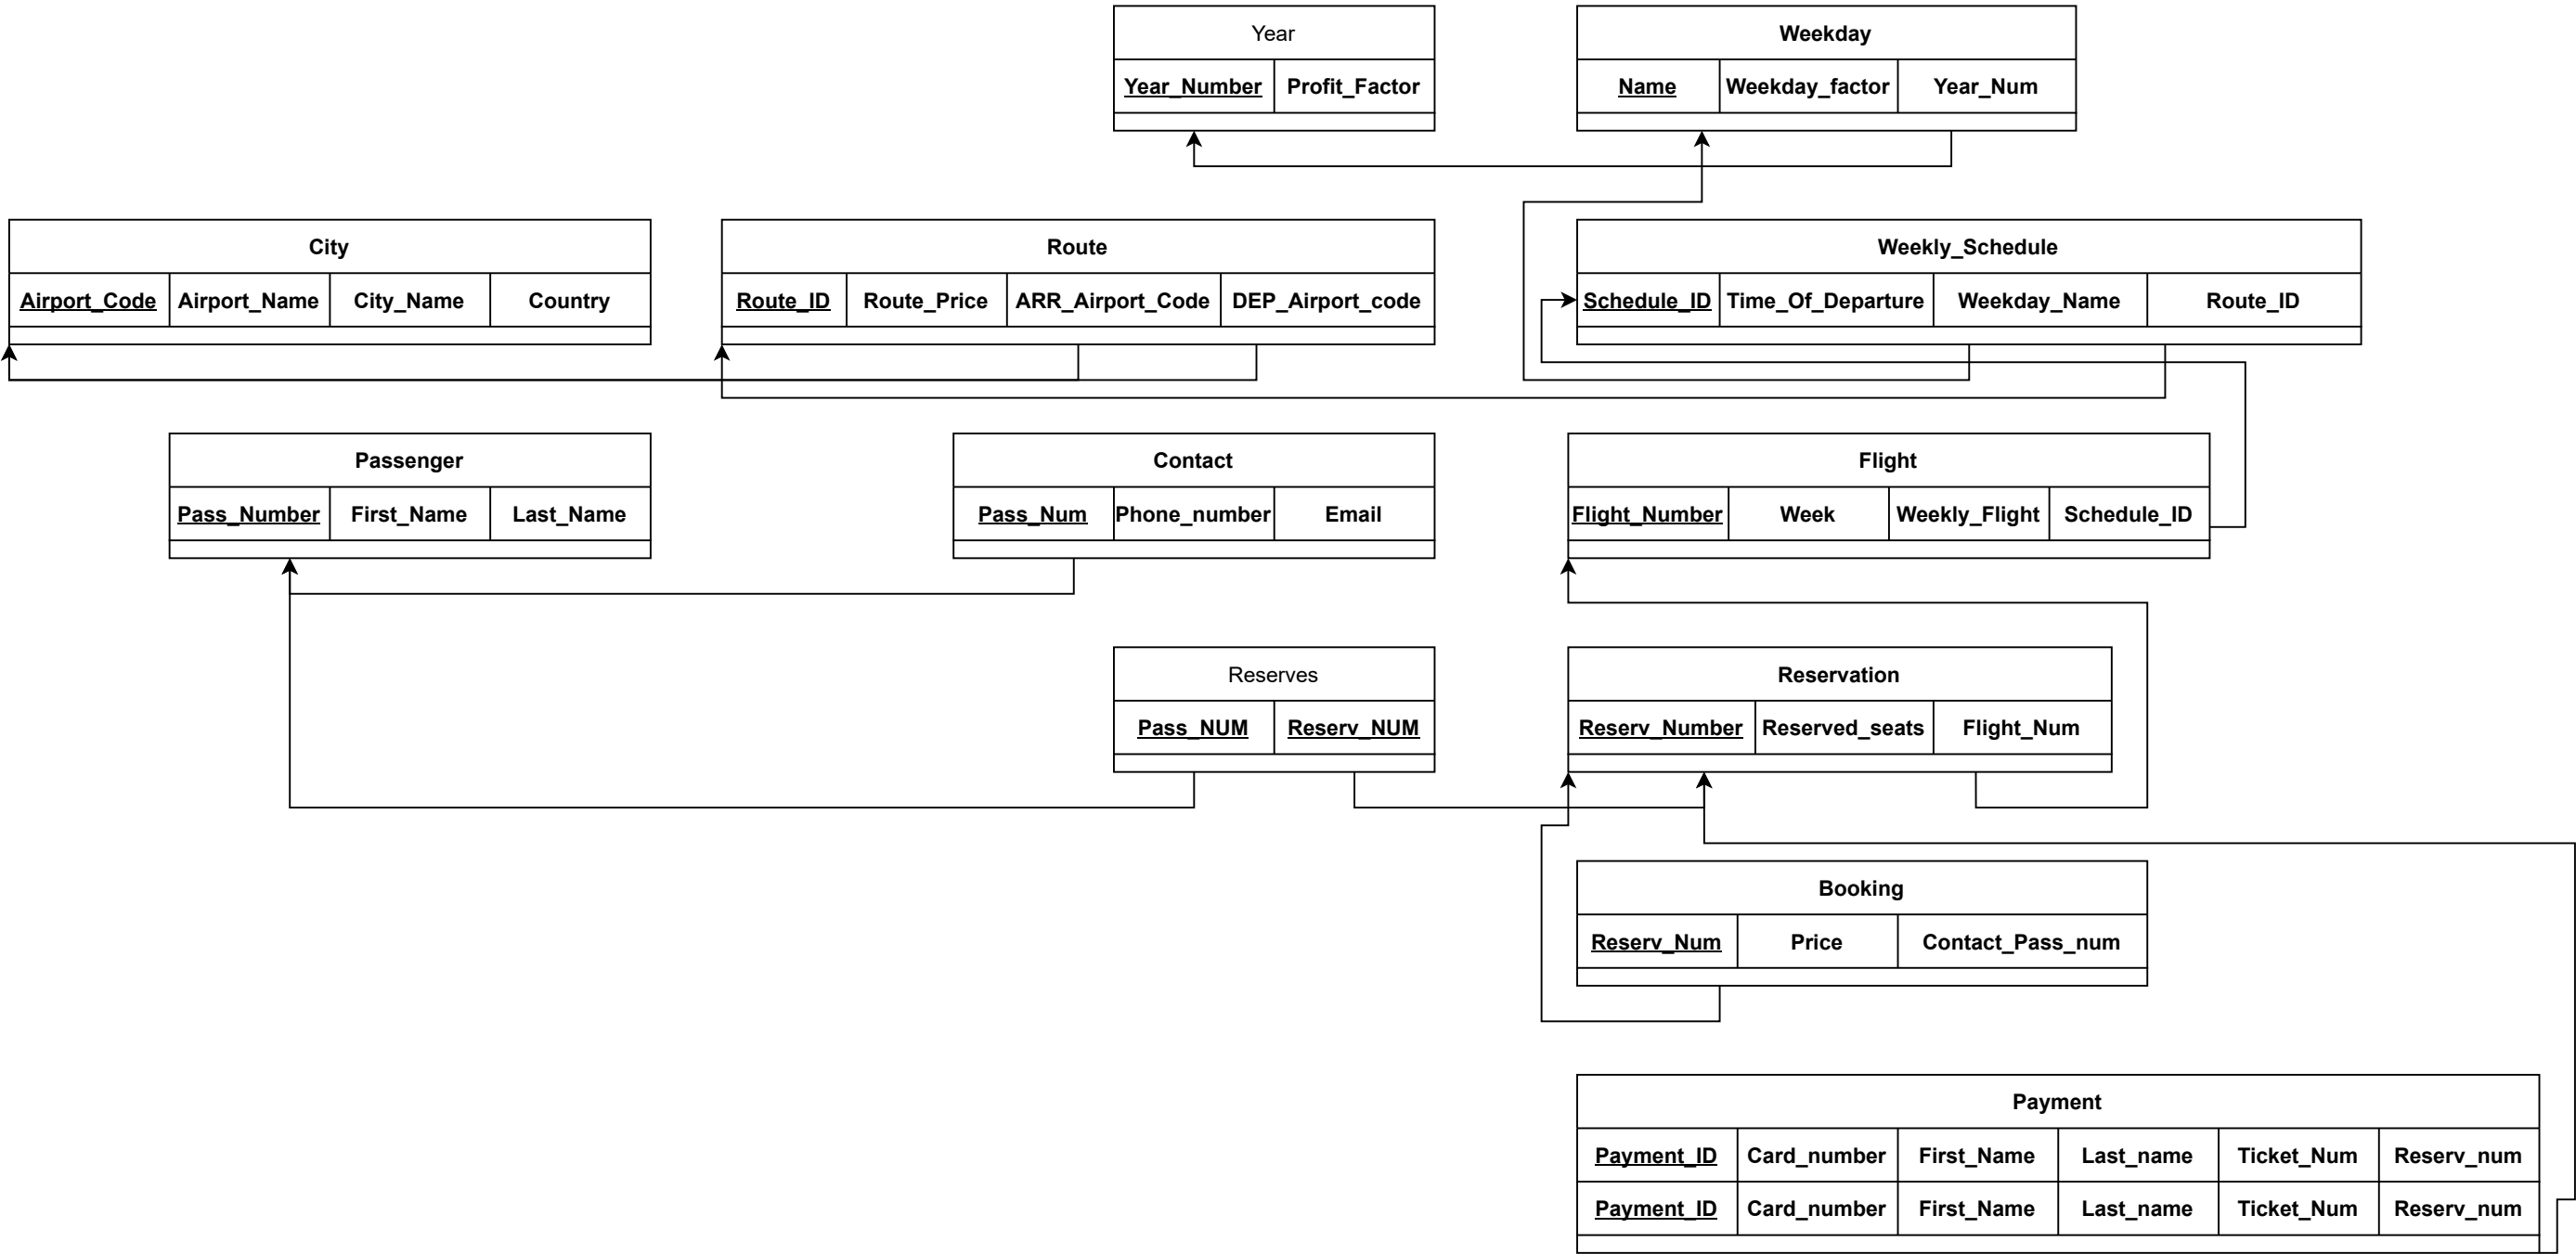 Year
Year_Number Profit_Factor
Weekday
Name Weekday_factor Year_Num
City
Airport_Code Airport_Name City_Name Country
Route
Route_ID Route_Price ARR_Airport_Code DEP_Airport_code
Weekly_Schedule
Schedule_ID Time_Of_Departure Weekday_Name Route_ID
Passenger
Pass_Number First_Name Last_Name
Contact
Pass_Num Phone_number Email
Flight
Flight_Number Week Weekly_Flight Schedule_ID
Reserves
Pass_NUM Reserv_NUM
Reservation
Reserv_Number Reserved_seats Flight_Num
Booking
Reserv_Num Price Contact_Pass_num
Payment
Payment_ID Card_number First_Name Last_name Ticket_Num Reserv_num
Payment_ID Card_number First_Name Last_name Ticket_Num Reserv_num